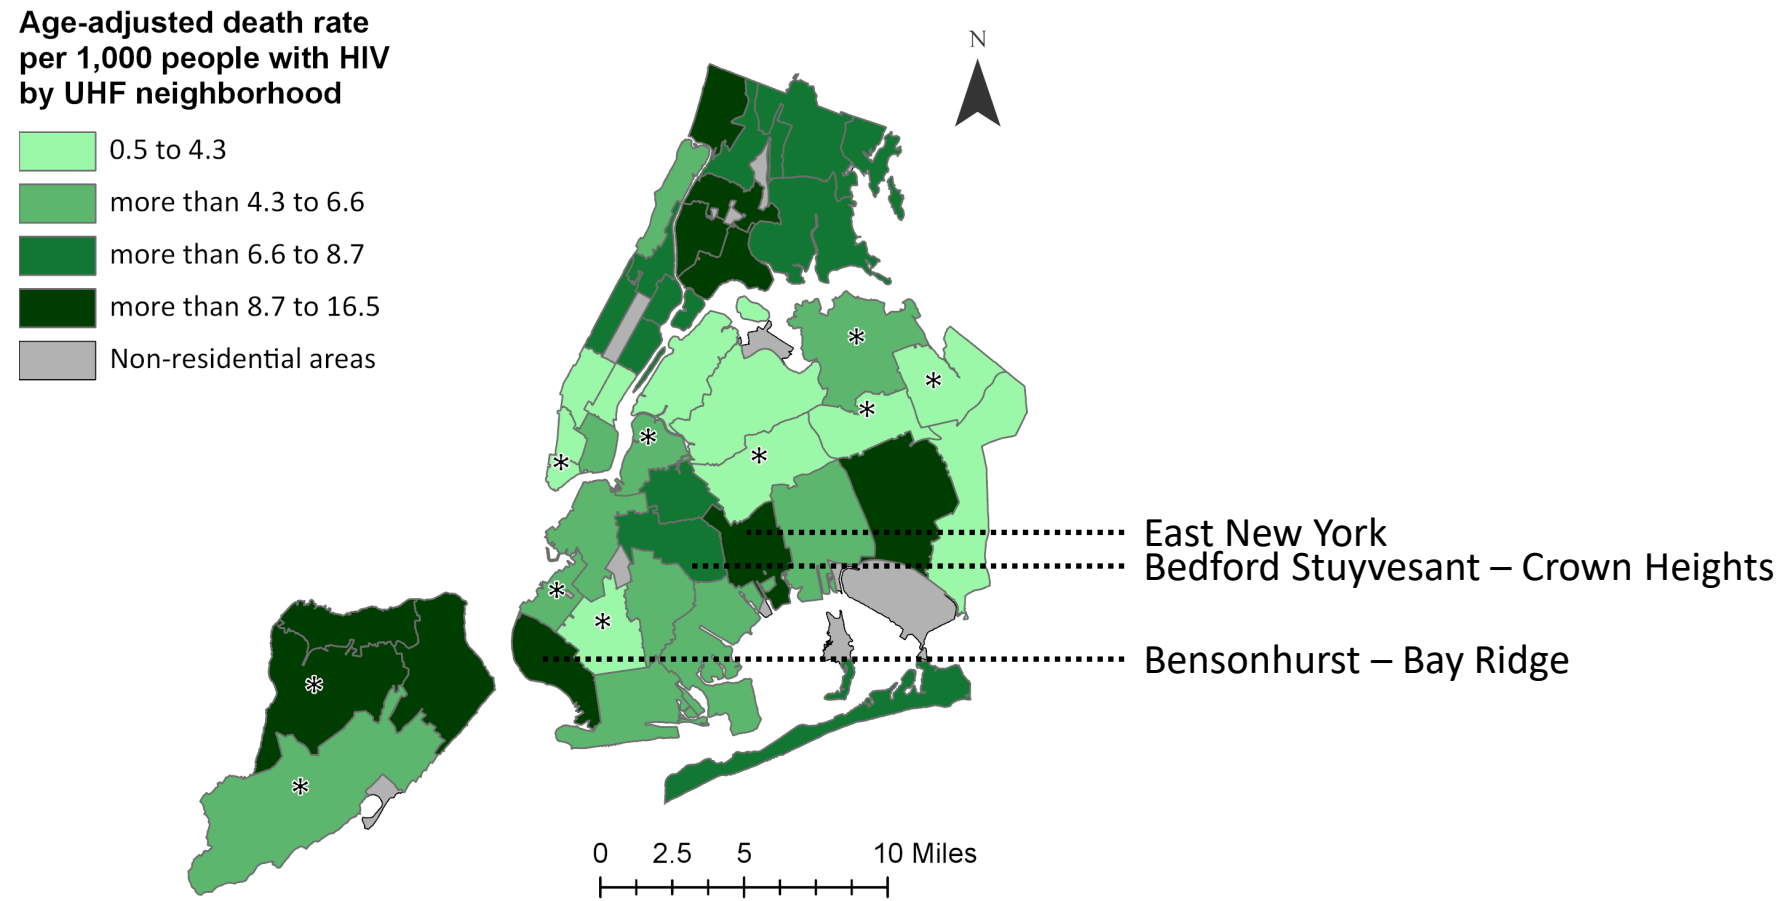 Age-adjusted death rate
per 1,000 people with HIV
by UHF neighborhood
0.5 to 4.3
more than 4.3 to 6.6
more than 6.6 to 8.7
more than 8.7 to 16.5
Non-residential areas
N
*
*
*
*
*
*
*
*
*
*
East New York
Bedford Stuyvesant – Crown Heights
Bensonhurst – Bay Ridge
0 2.5 5 10 Miles